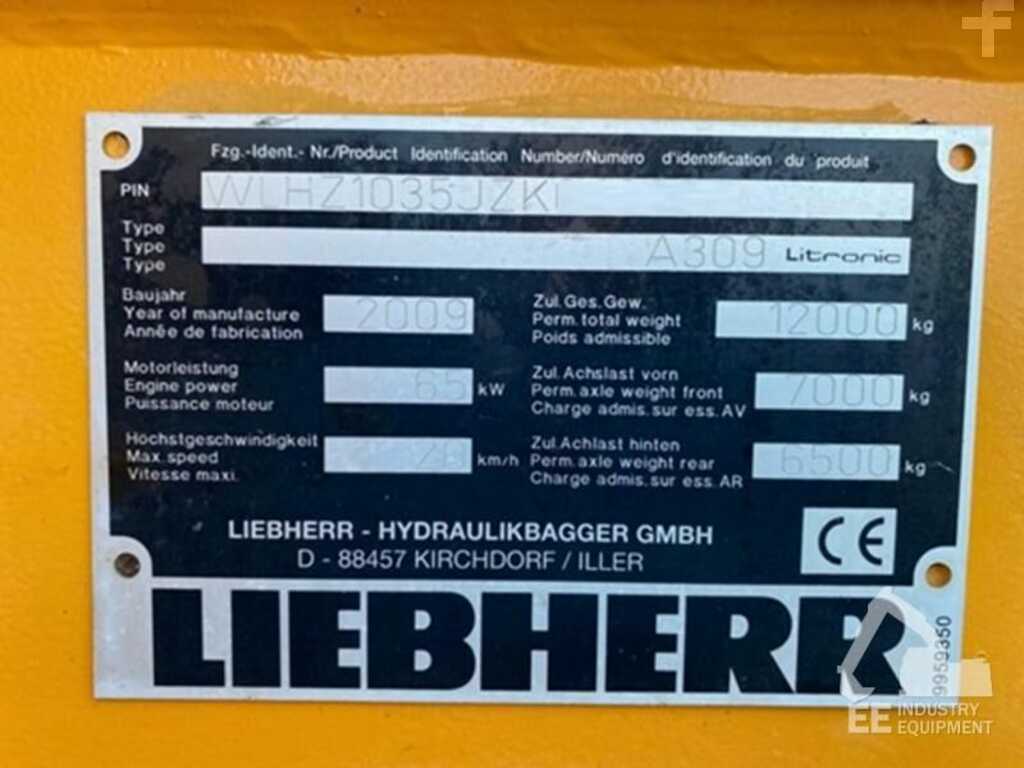 f
Fzg.-Ident.- Nr./Product Identification Number/Numéro d'identification du produit
PIN WLHZ1035JZK
Type
Type
Type
A309 Litronic
Baujahr
Year of manufacture
Année de fabrication
2009
Zul.Ges.Gew.
Perm.total weight
Poids admissible
12000 kg
Motorleistung
Engine power
Puissance moteur
65 kW
Zul.Achslast vorn
Perm.axle weight front
Charge admis.sur ess.AV
7000 kg
Höchstgeschwindigkeit
Max.speed
Vitesse maxi.
km/h
Zul.Achlast hinten
Perm.axle weight rear
Charge admis.sur ess.AR
6500 kg
LIEBHERR - HYDRAULIKBAGGER GMBH
D - 88457 KIRCHDORF / ILLER
CE
LIEBHERR
9959350
EE INDUSTRY
EQUIPMENT